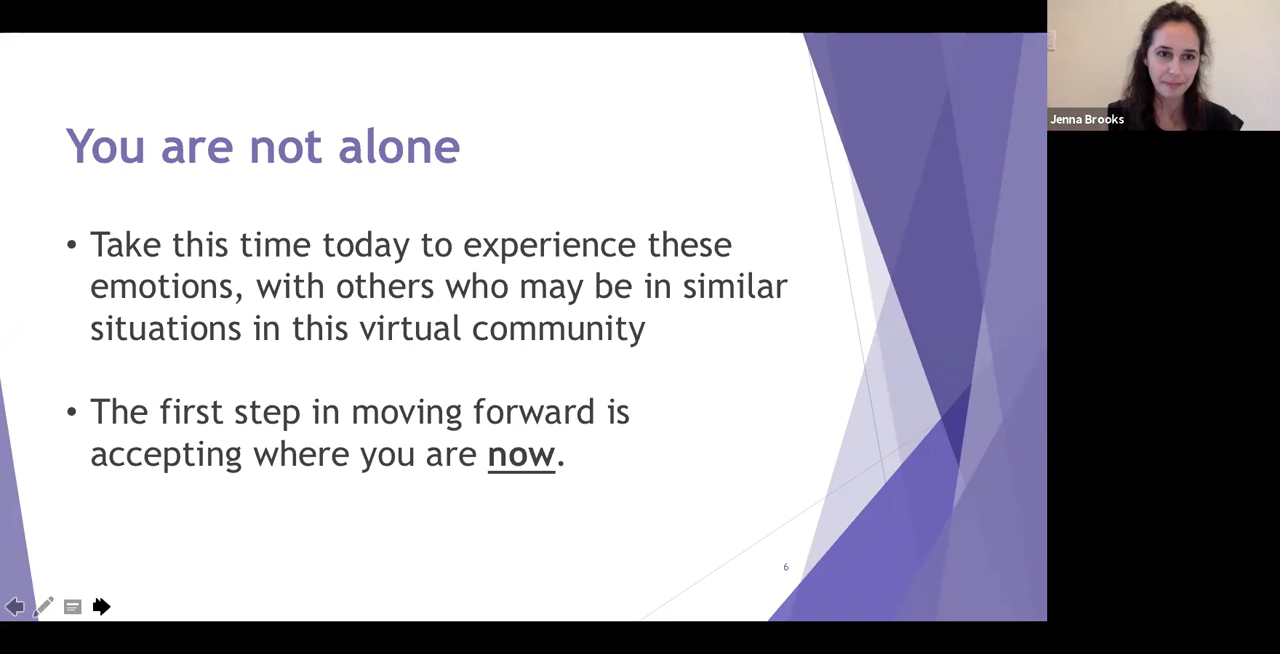 You are not alone
• Take this time today to experience these
emotions, with others who may be in similar
situations in this virtual community
• The first step in moving forward is
accepting where you are now.
6
Jenna Brooks